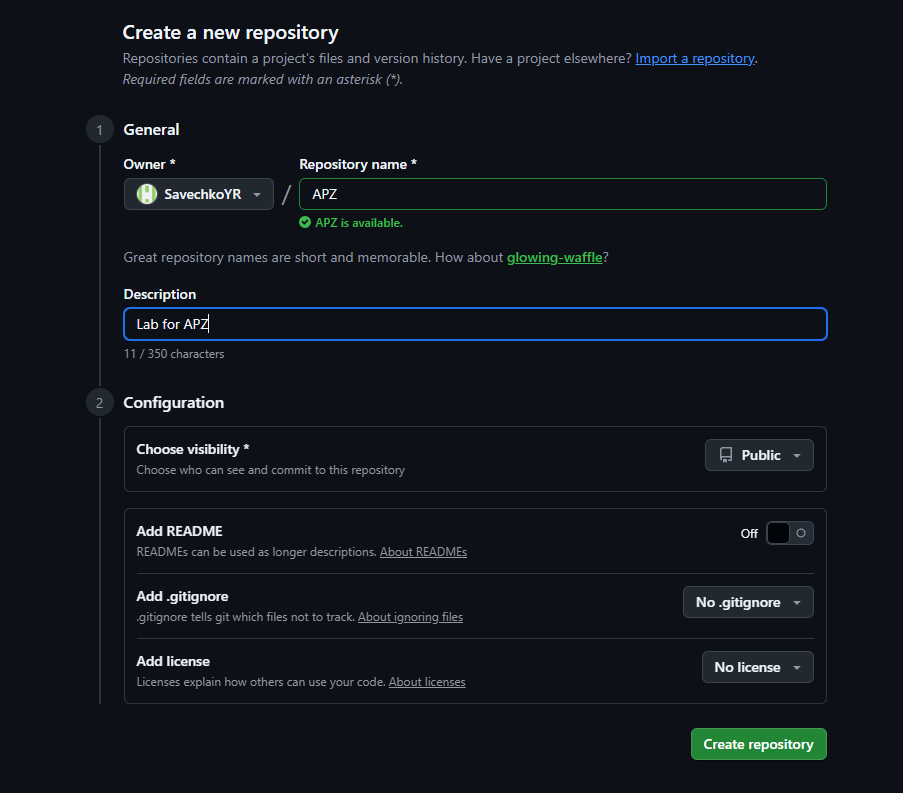 Create a new repository
Repositories contain a project's files and version history. Have a project elsewhere? Import a repository.
Required fields are marked with an asterisk (*).
1 General
Owner * Repository name *
SavechkoYR / APZ
APZ is available.
Great repository names are short and memorable. How about glowing-waffle?
Description
Lab for APZ
11 / 350 characters
2 Configuration
Choose visibility *
Choose who can see and commit to this repository
Public
Add README
READMEs can be used as longer descriptions. About READMEs
Off
Add .gitignore
.gitignore tells git which files not to track. About ignoring files
No .gitignore
Add license
Licenses explain how others can use your code. About licenses
No license
Create repository